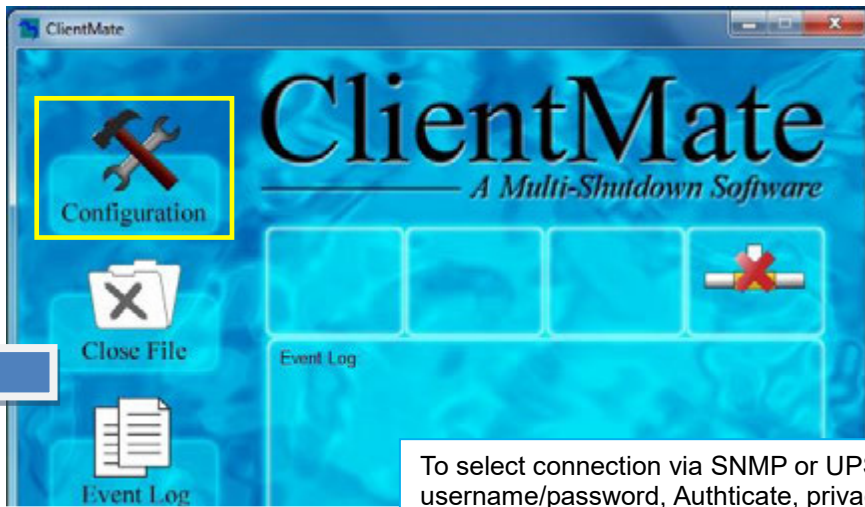 ClientMate
ClientMate
A Multi-Shutdown Software
Configuration
Close File
Event Log
Event Log
To select connection via SNMP or UPS
username/password, Authticate, priva